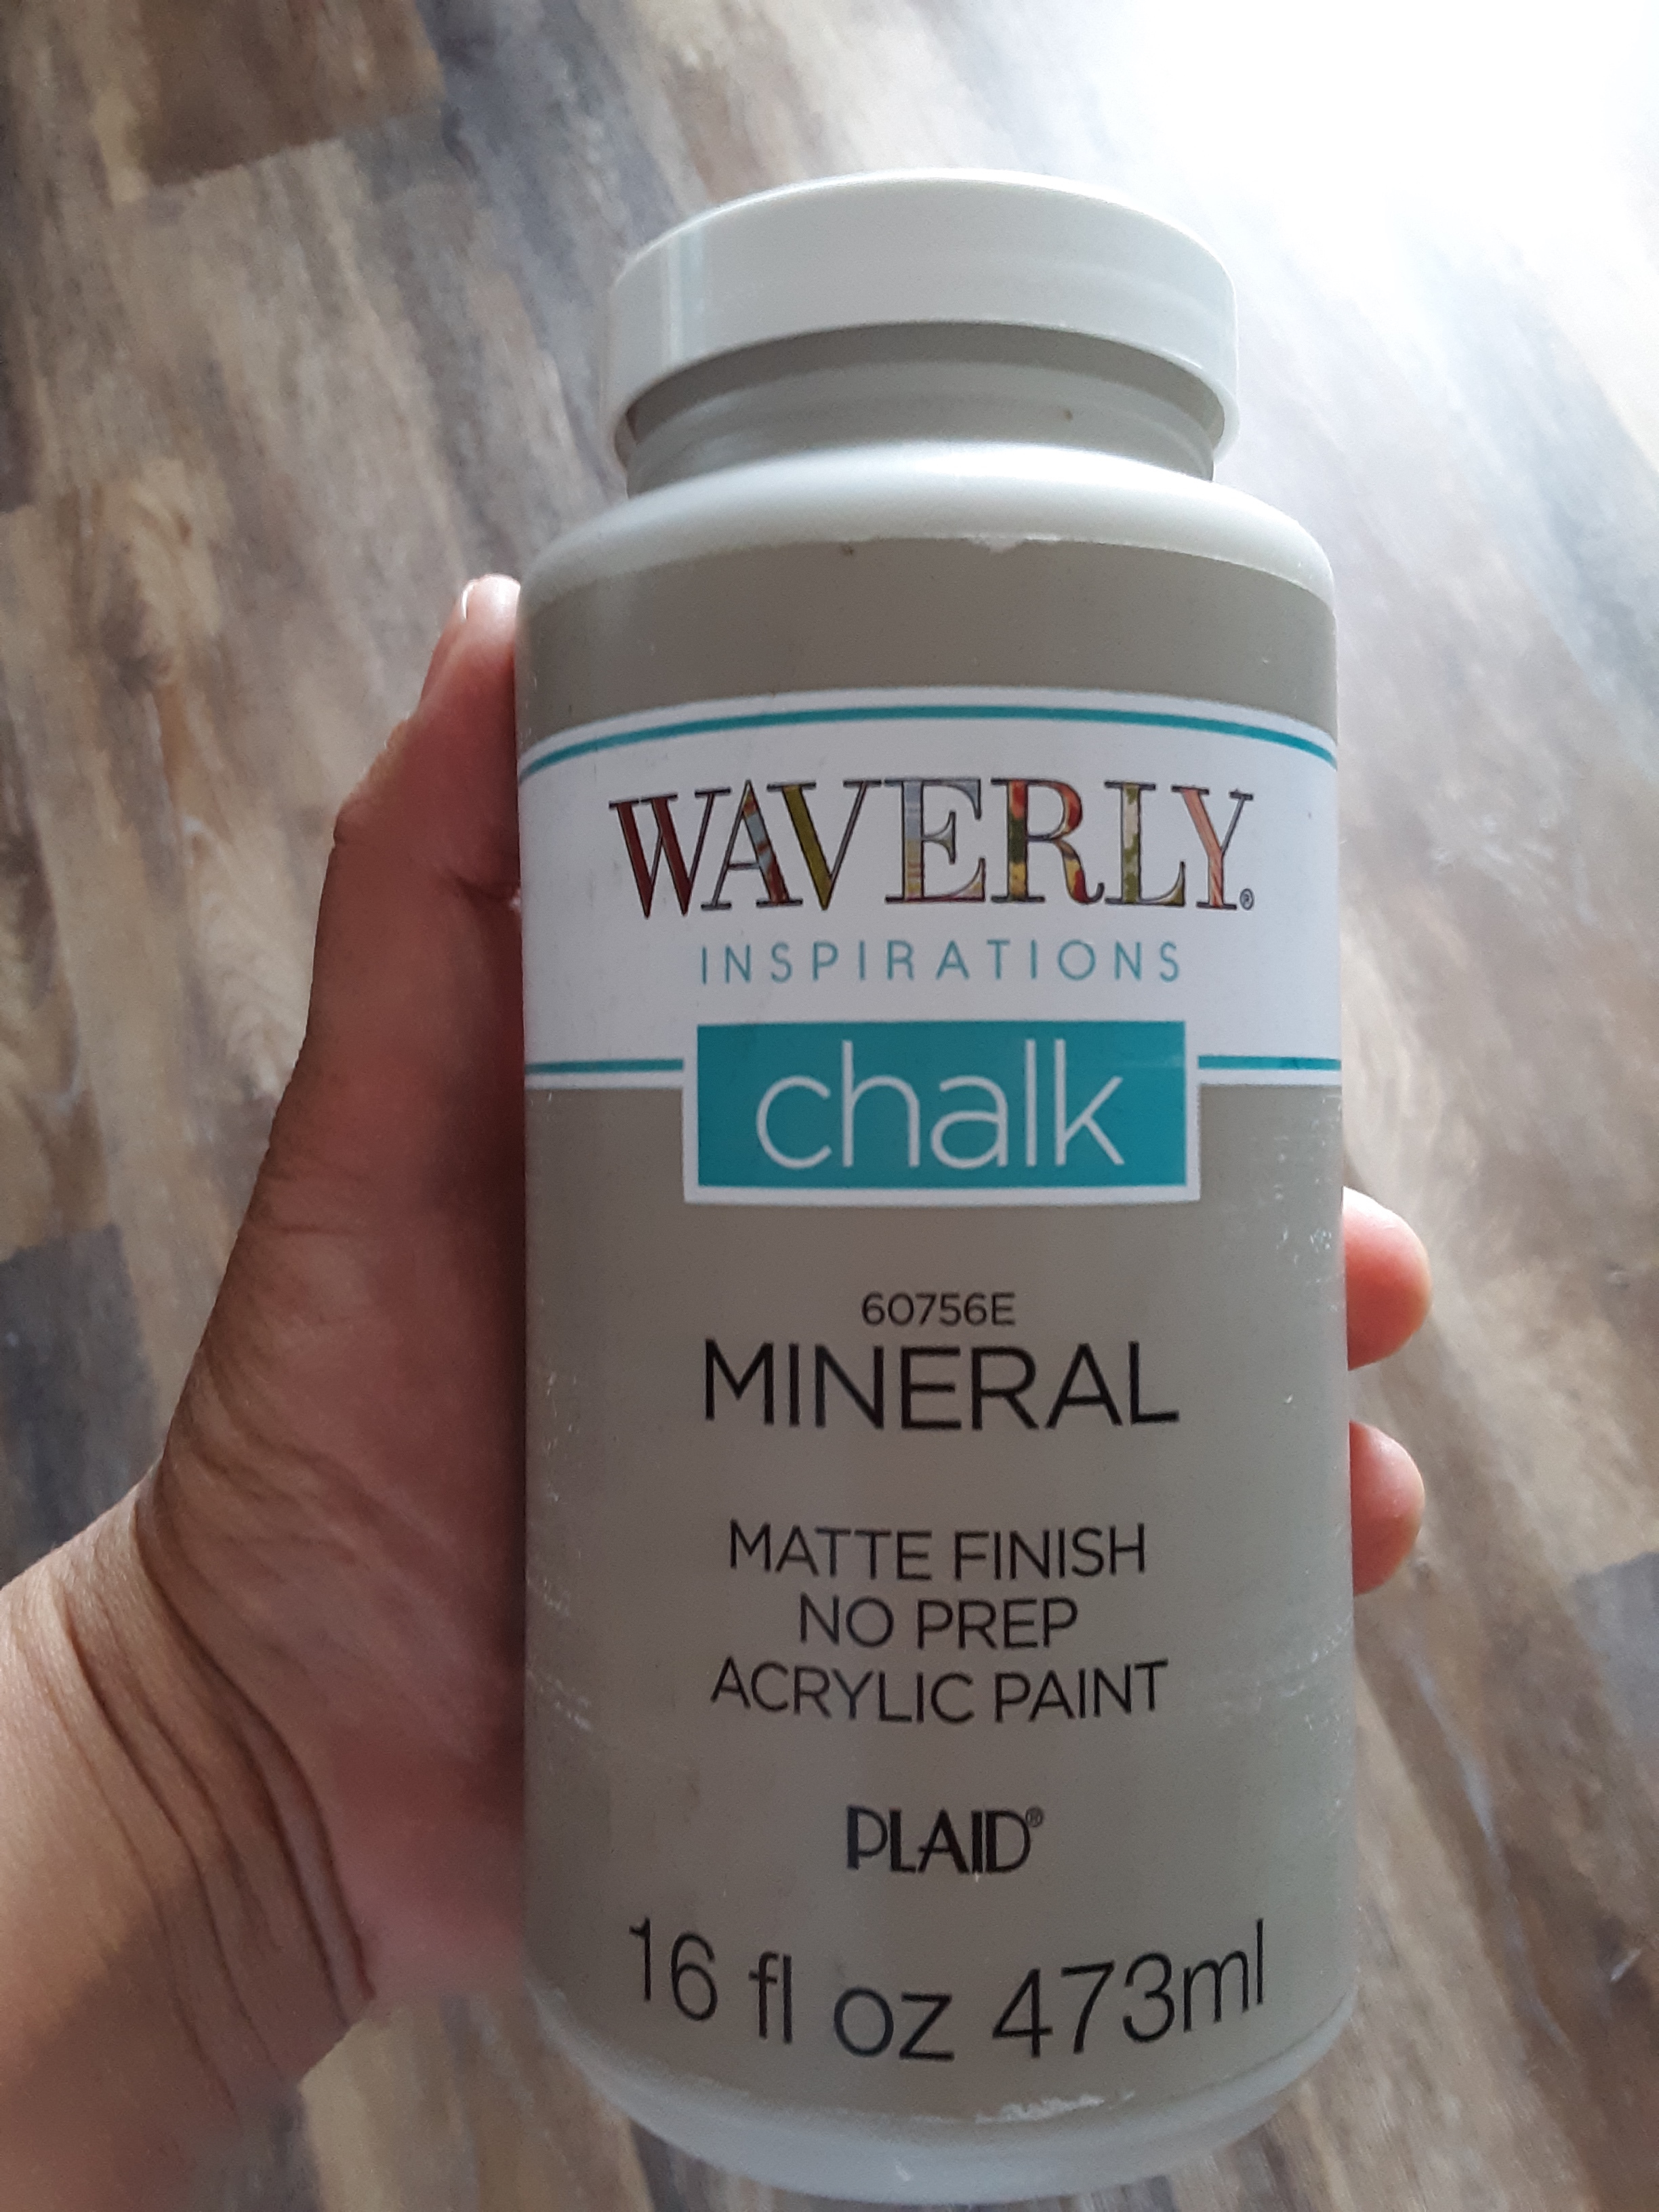 WAVERLY®
INSPIRATIONS
chalk
60756E
MINERAL
MATTE FINISH
NO PREP
ACRYLIC PAINT
PLAID®
16 fl oz 473ml